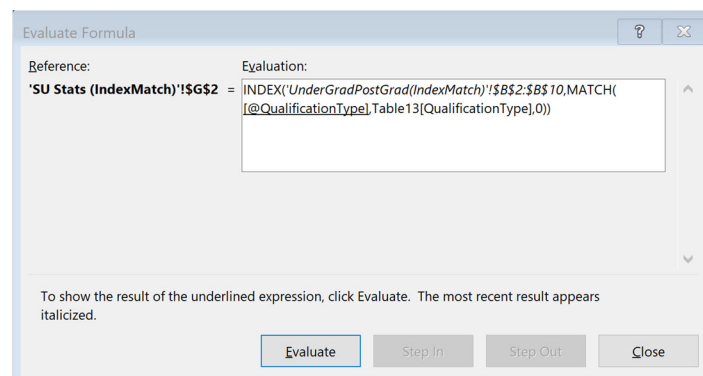 Evaluate Formula
?
Reference:
Evaluation:
'SU Stats (IndexMatch)'!$G$2 =
INDEX('UnderGradPostGrad(IndexMatch)'!$B$2:$B$10,MATCH(
[@QualificationType],Table13[QualificationType],0))
To show the result of the underlined expression, click Evaluate.  The most recent result appears
italicized.
Evaluate
Step In
Step Out
Close